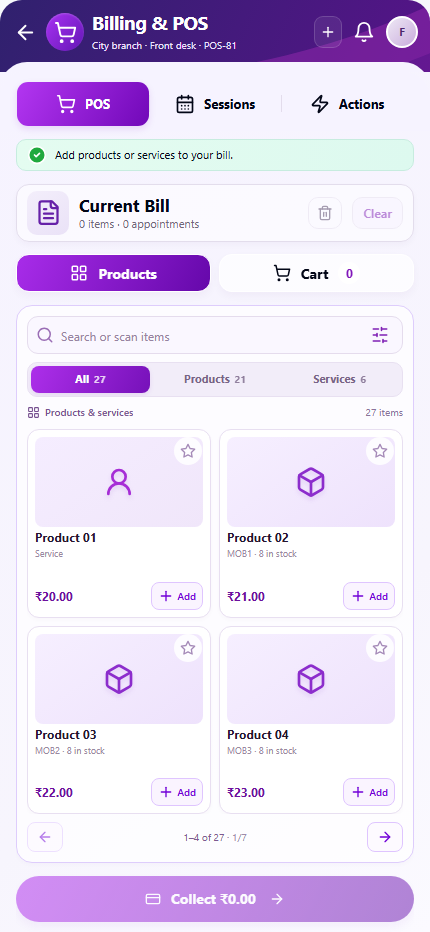 Billing & POS
City branch · Front desk · POS-81
F
POS
Sessions
Actions
Add products or services to your bill.
Current Bill
0 items · 0 appointments
Clear
Products
Cart 0
Search or scan items
All 27
Products 21
Services 6
Products & services
27 items
Product 01
Service
₹20.00
Add
Product 02
MOB1 · 8 in stock
₹21.00
Add
Product 03
MOB2 · 8 in stock
₹22.00
Add
Product 04
MOB3 · 8 in stock
₹23.00
Add
1–4 of 27 · 1/7
Collect ₹0.00